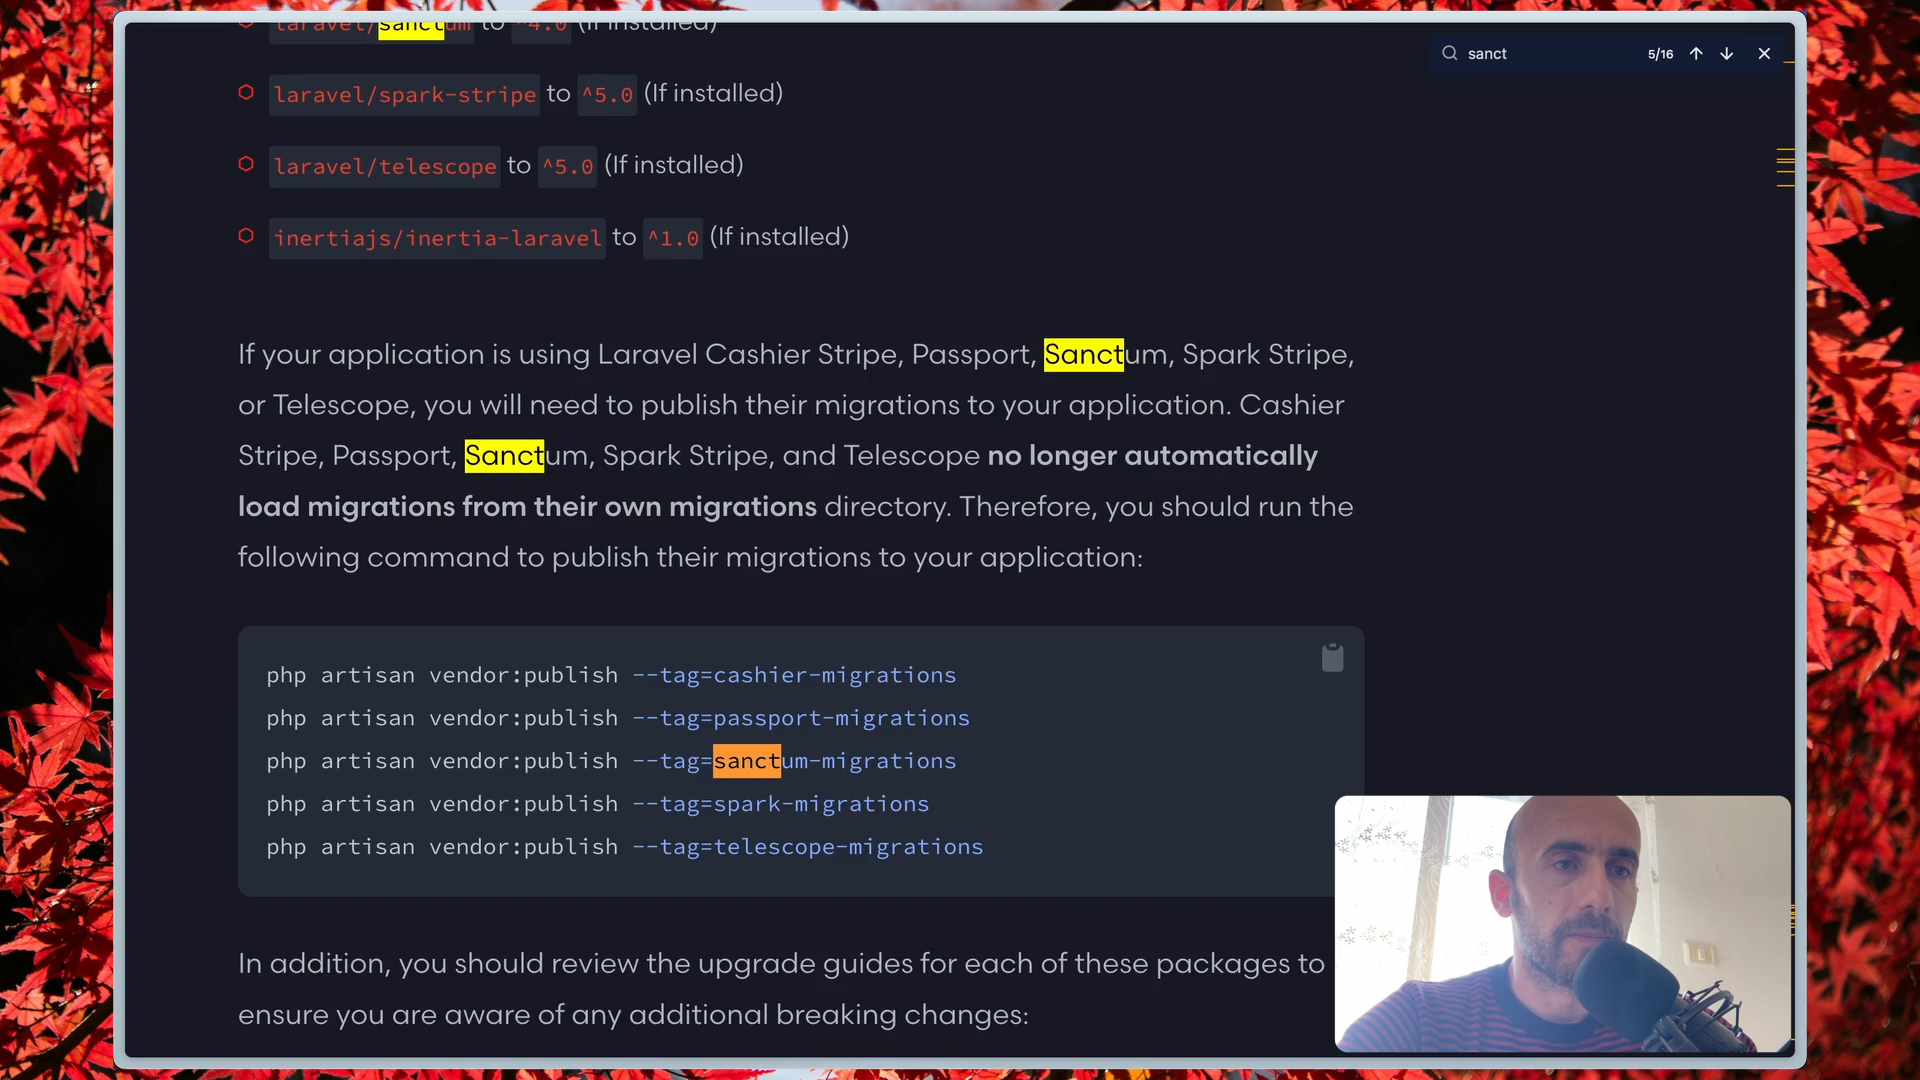 laravel/sanctum to ^4.0 (If installed)
sanct 5/16
laravel/spark-stripe to ^5.0 (If installed)
laravel/telescope to ^5.0 (If installed)
inertiajs/inertia-laravel to ^1.0 (If installed)
If your application is using Laravel Cashier Stripe, Passport, Sanctum, Spark Stripe,
or Telescope, you will need to publish their migrations to your application. Cashier
Stripe, Passport, Sanctum, Spark Stripe, and Telescope no longer automatically
load migrations from their own migrations directory. Therefore, you should run the
following command to publish their migrations to your application:
php artisan vendor:publish --tag=cashier-migrations
php artisan vendor:publish --tag=passport-migrations
php artisan vendor:publish --tag=sanctum-migrations
php artisan vendor:publish --tag=spark-migrations
php artisan vendor:publish --tag=telescope-migrations
In addition, you should review the upgrade guides for each of these packages to
ensure you are aware of any additional breaking changes: